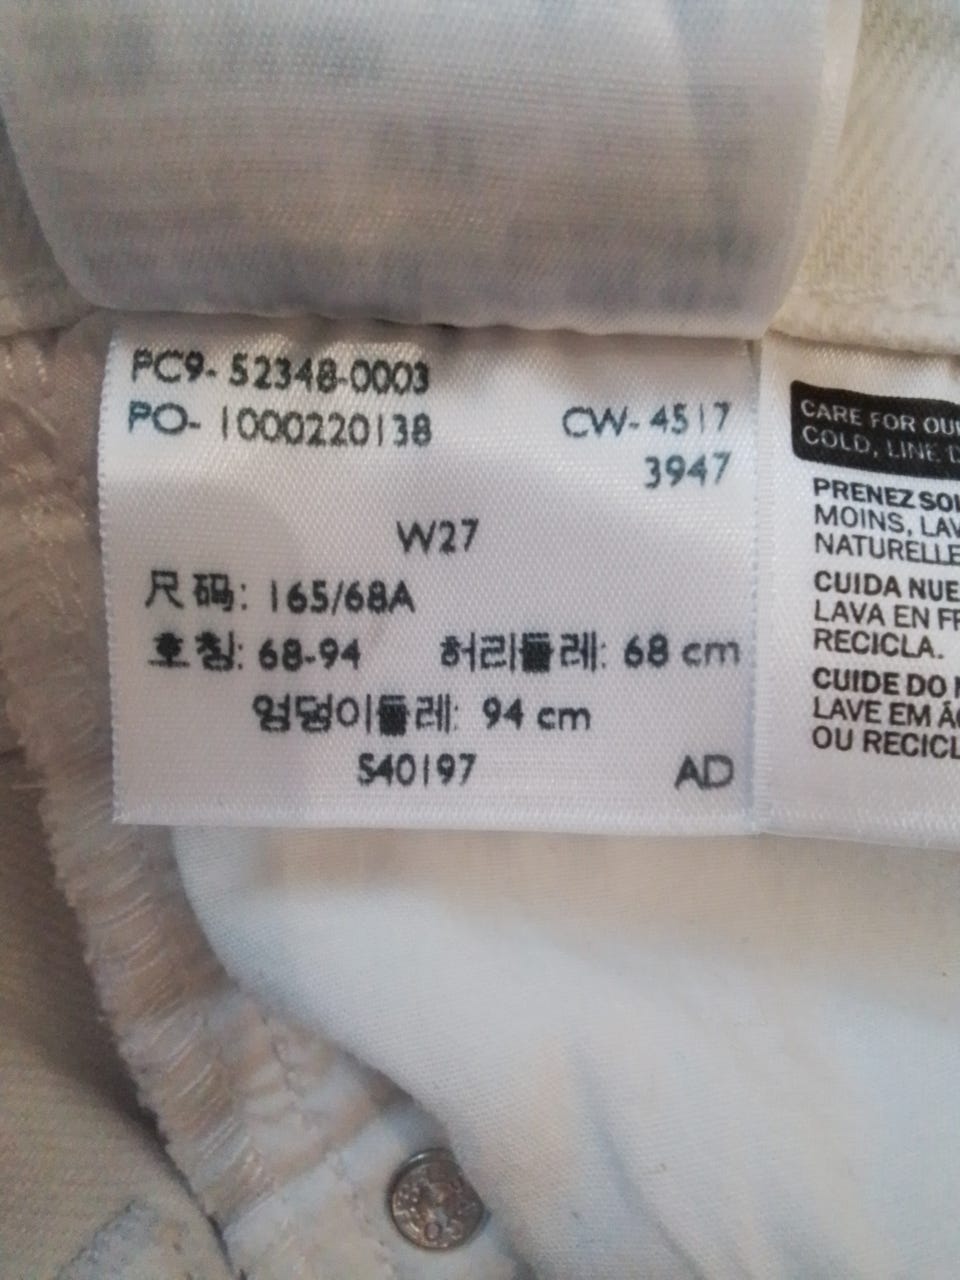 PC9- 52348-0003
PO- 1000220138 CW- 4517
3947
W27
尺码: 165/68A
호칭: 68-94 허리둘레: 68 cm
엉덩이둘레: 94 cm
S40197 AD
CARE FOR OU
COLD, LINE
PRENEZ SOI
MOINS, LAV
NATURELLE
CUIDA NUE
LAVA EN FR
RECICLA.
CUIDE DO
LAVE EM ÁG
OU RECICL